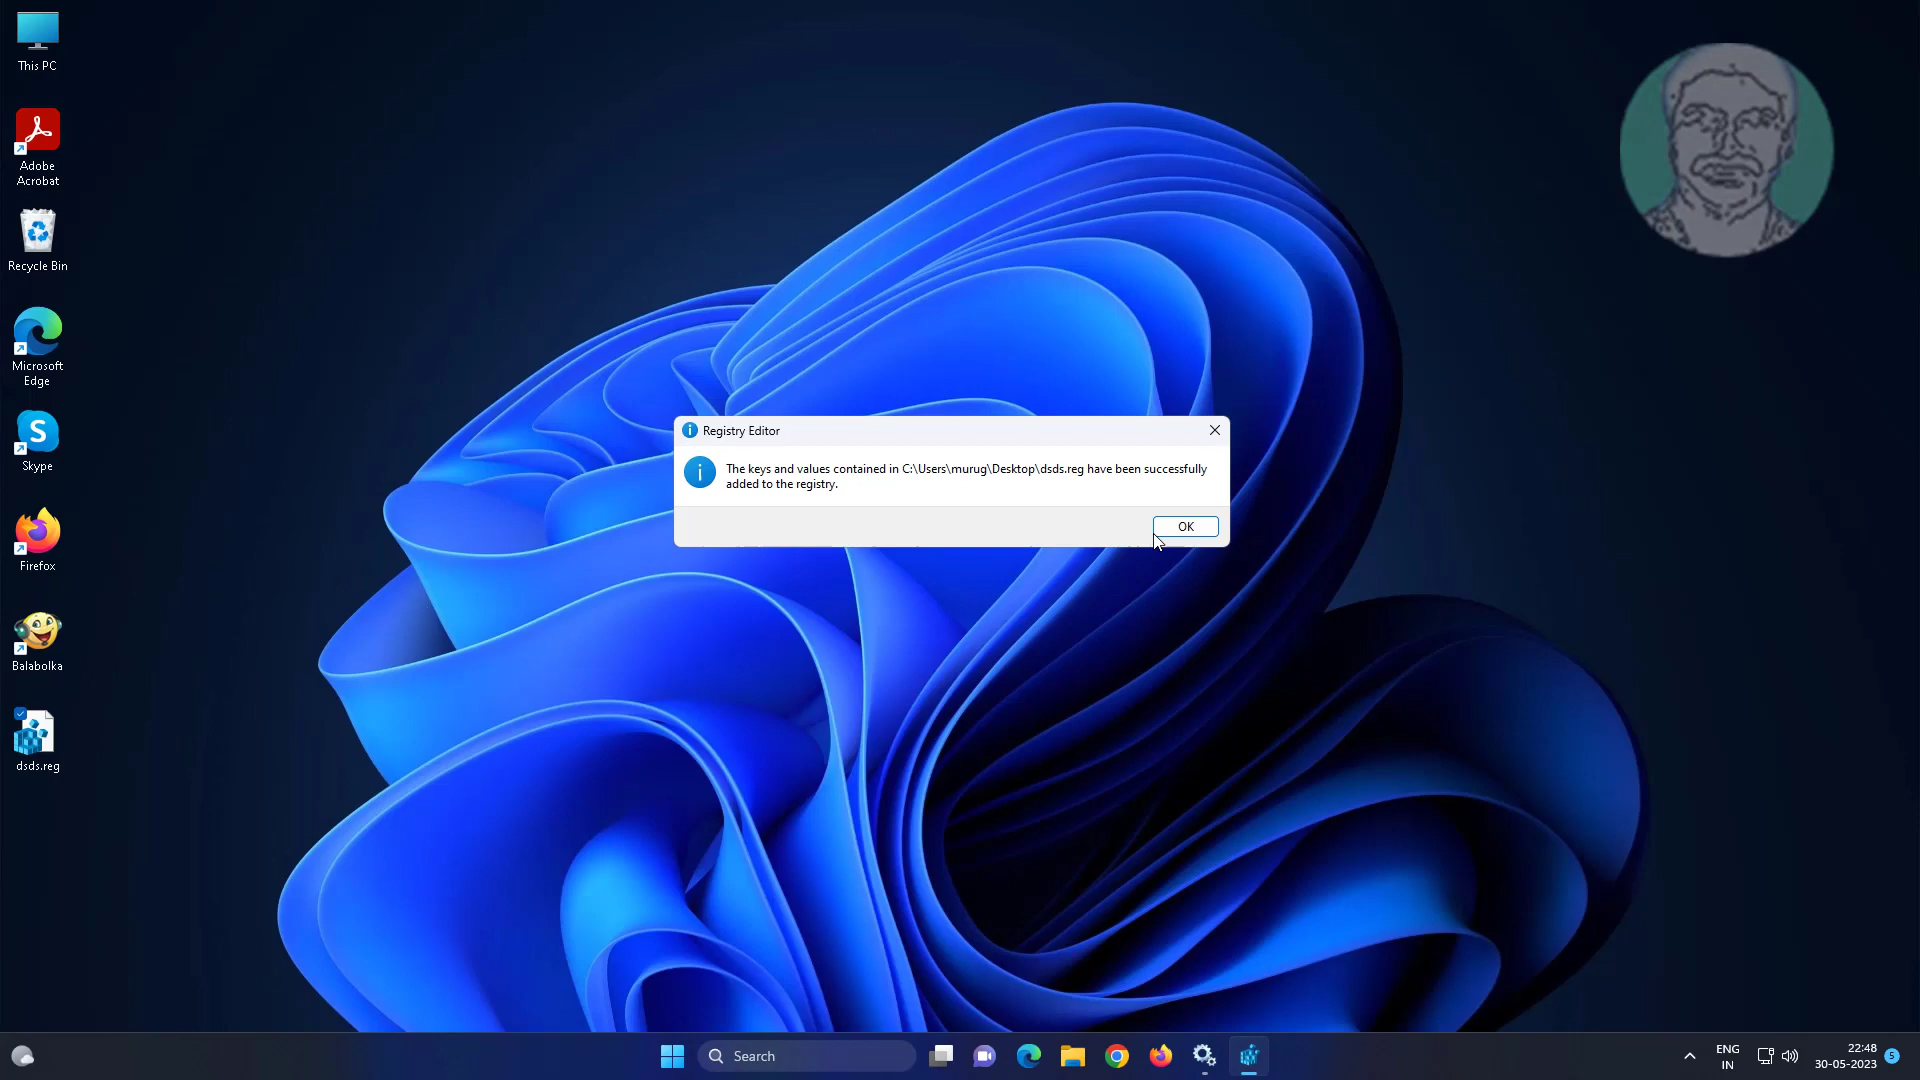 This PC
Adobe
Acrobat
Recycle Bin
Microsoft
Edge
S
Skype
Firefox
Balabolka
dsds.reg
Registry Editor
The keys and values contained in C:\Users\murug\Desktop\dsds.reg have been successfully
added to the registry.
OK
Search
ENG
IN
22:48
30-05-2023
5